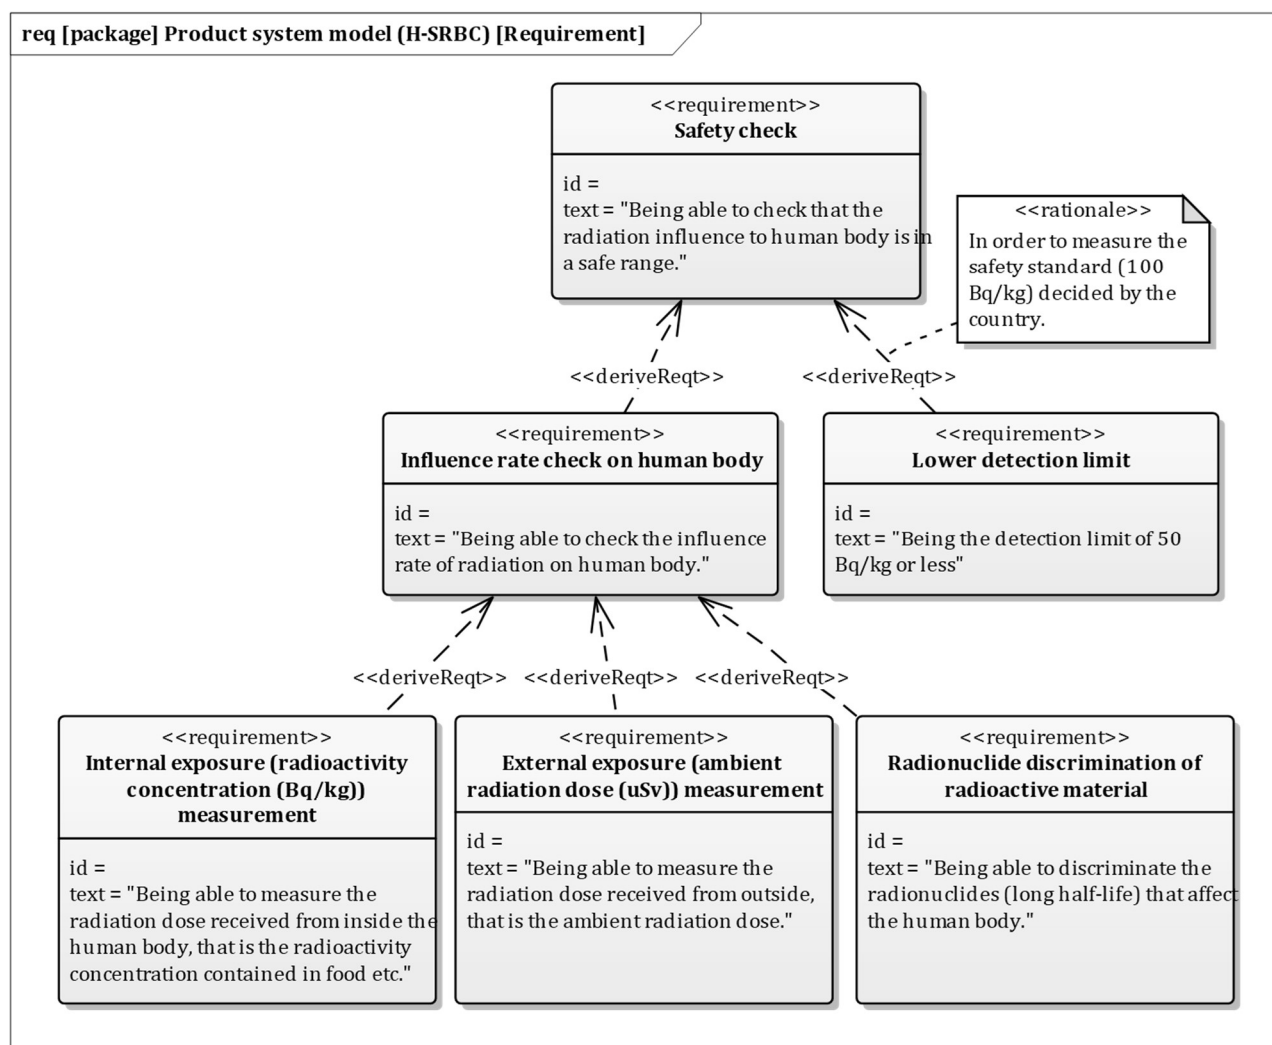 req [package] Product system model (H-SRBC) [Requirement]
<<requirement>>
Safety check
id =
text = "Being able to check that the
radiation influence to human body is in
a safe range."
<<rationale>>
In order to measure the
safety standard (100
Bq/kg) decided by the
country.
<<deriveReqt>>
<<deriveReqt>>
<<requirement>>
Influence rate check on human body
id =
text = "Being able to check the influence
rate of radiation on human body."
<<requirement>>
Lower detection limit
id =
text = "Being the detection limit of 50
Bq/kg or less"
<<deriveReqt>>
<<deriveReqt>>
<<deriveReqt>>
<<requirement>>
Internal exposure (radioactivity
concentration (Bq/kg))
measurement
id =
text = "Being able to measure the
radiation dose received from inside the
human body, that is the radioactivity
concentration contained in food etc."
<<requirement>>
External exposure (ambient
radiation dose (uSv)) measurement
id =
text = "Being able to measure the
radiation dose received from outside,
that is the ambient radiation dose."
<<requirement>>
Radionuclide discrimination of
radioactive material
id =
text = "Being able to discriminate the
radionuclides (long half-life) that affect
the human body."